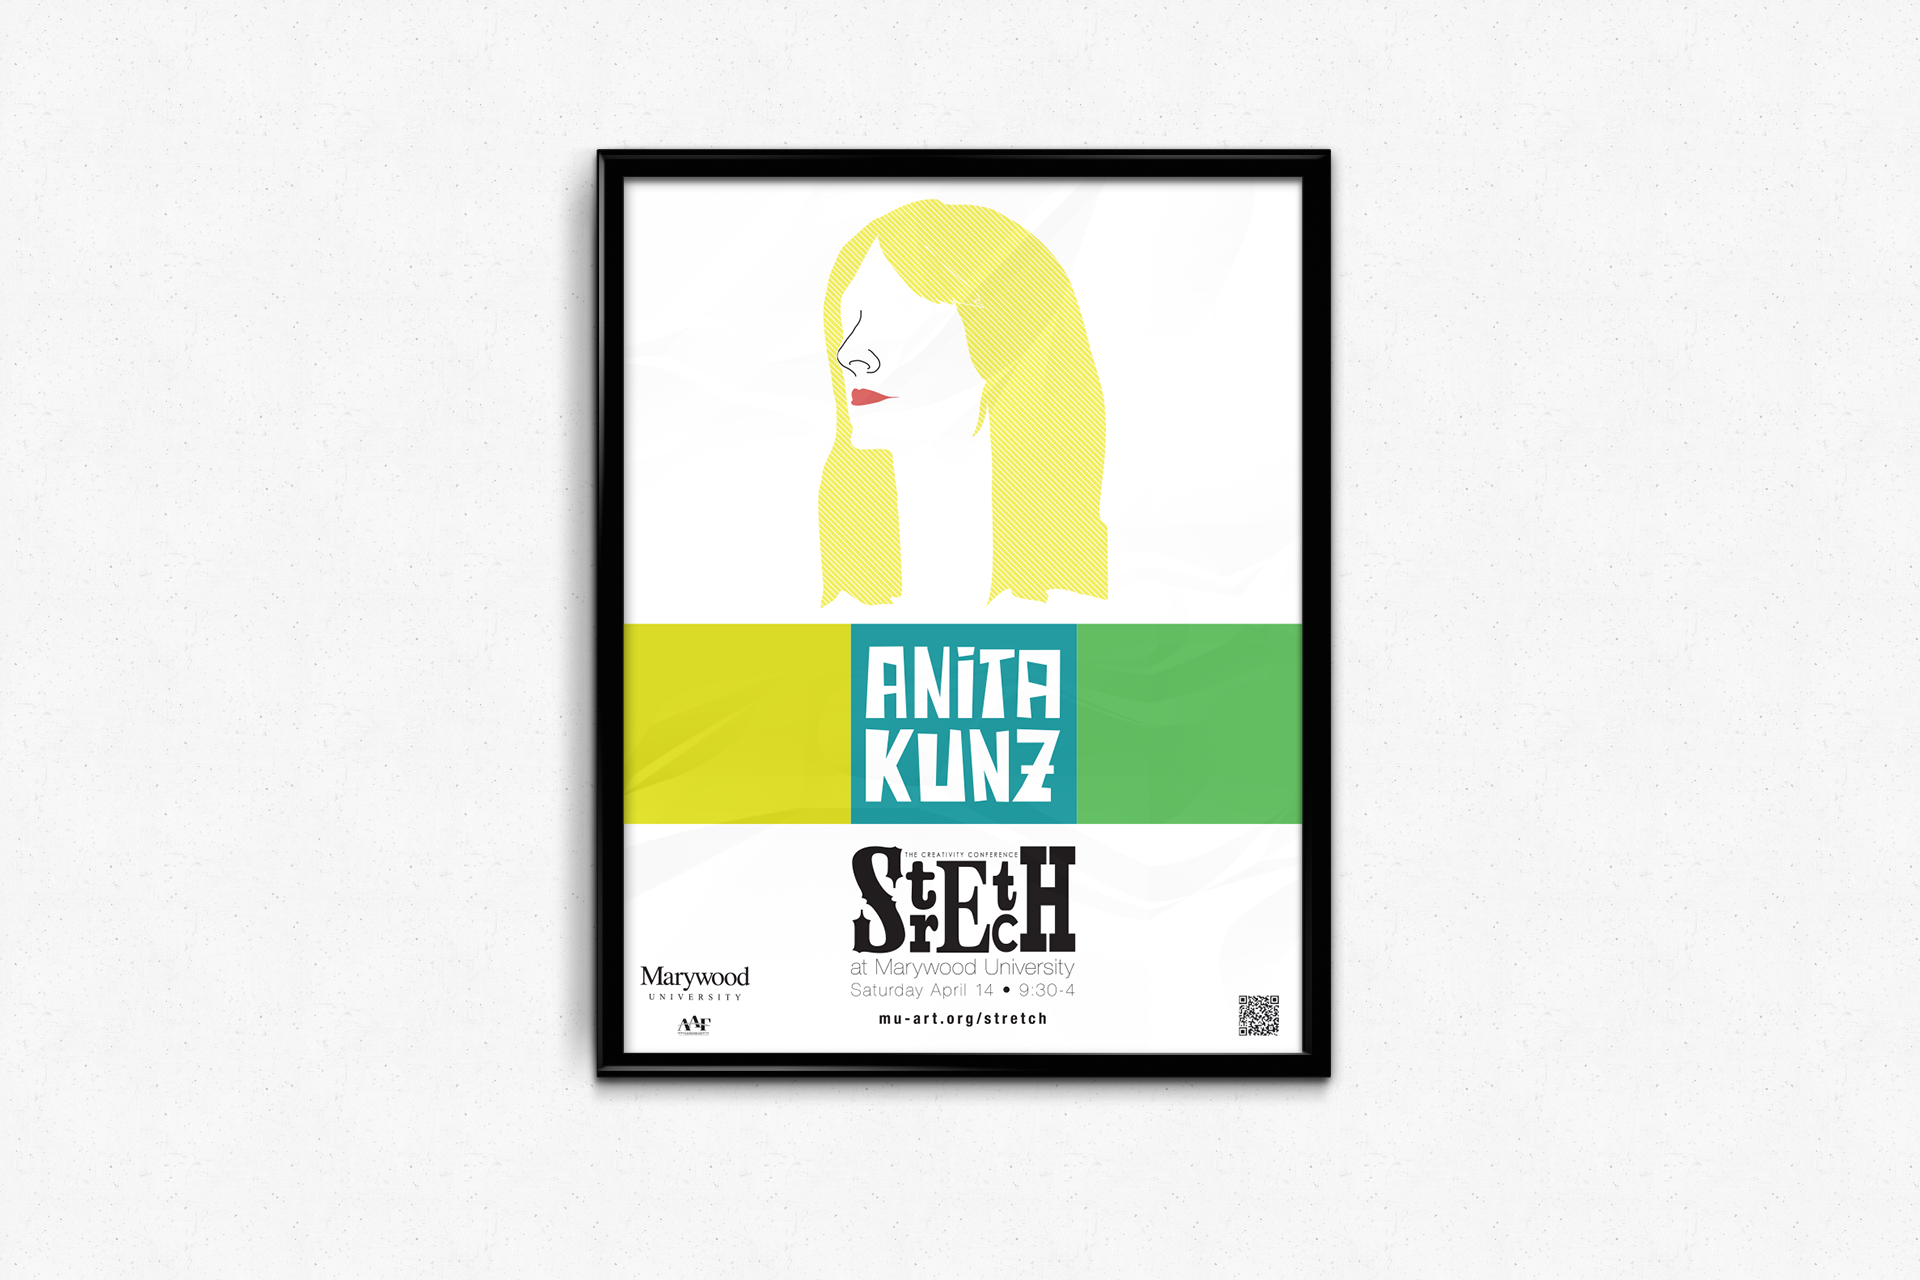 ANiTA
KUNZ
THE CREATIVITY CONFERENCE
StrEtcH
at Marywood University
Saturday April 14 • 9:30-4
mu-art.org/stretch
Marywood
UNIVERSITY
AAF